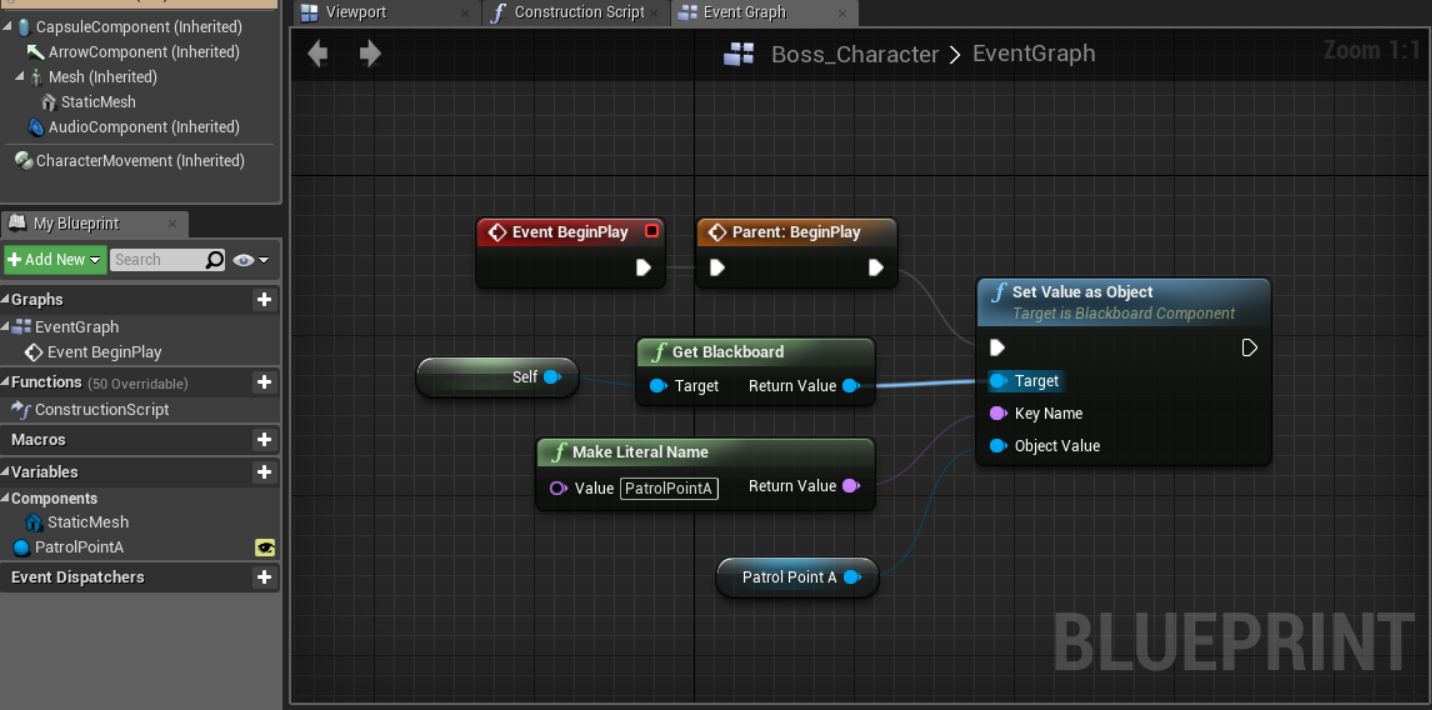 CapsuleComponent (Inherited)
ArrowComponent (Inherited)
Mesh (Inherited)
StaticMesh
AudioComponent (Inherited)
CharacterMovement (Inherited)
My Blueprint
Add New
Search
Graphs
EventGraph
Event BeginPlay
Functions (50 Overridable)
ConstructionScript
Macros
Variables
Components
StaticMesh
PatrolPointA
Event Dispatchers
Viewport
Construction Script
Event Graph
Boss_Character > EventGraph
Zoom 1:1
Event BeginPlay
Parent: BeginPlay
Set Value as Object
Target is Blackboard Component
Target
Key Name
Object Value
Self
Get Blackboard
Target Return Value
Make Literal Name
Value PatrolPointA Return Value
Patrol Point A
BLUEPRINT